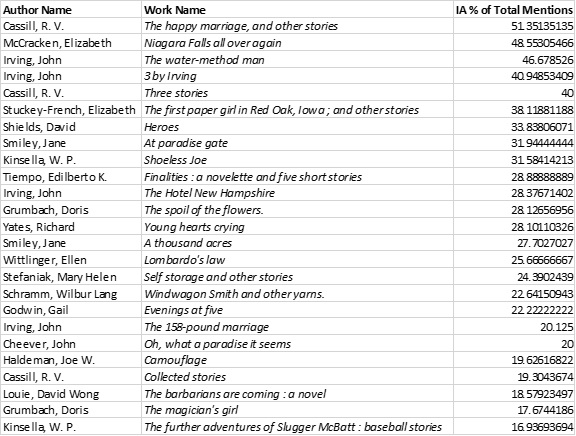 Author Name Work Name IA % of Total Mentions
Cassill, R. V. The happy marriage, and other stories 51.35135135
McCracken, Elizabeth Niagara Falls all over again 48.55305466
Irving, John The water-method man 46.678526
Irving, John 3 by Irving 40.94853409
Cassill, R. V. Three stories 40
Stuckey-French, Elizabeth The first paper girl in Red Oak, Iowa ; and other stories 38.11881188
Shields, David Heroes 33.83806071
Smiley, Jane At paradise gate 31.94444444
Kinsella, W. P. Shoeless Joe 31.58414213
Tiempo, Edilberto K. Finalities : a novelette and five short stories 28.88888889
Irving, John The Hotel New Hampshire 28.37671402
Grumbach, Doris The spoil of the flowers. 28.12656956
Yates, Richard Young hearts crying 28.10110326
Smiley, Jane A thousand acres 27.7027027
Wittlinger, Ellen Lombardo's law 25.66666667
Stefaniak, Mary Helen Self storage and other stories 24.3902439
Schramm, Wilbur Lang Windwagon Smith and other yarns. 22.64150943
Godwin, Gail Evenings at five 22.22222222
Irving, John The 158-pound marriage 20.125
Cheever, John Oh, what a paradise it seems 20
Haldeman, Joe W. Camouflage 19.62616822
Cassill, R. V. Collected stories 19.3043674
Louie, David Wong The barbarians are coming : a novel 18.57923497
Grumbach, Doris The magician's girl 17.6744186
Kinsella, W. P. The further adventures of Slugger McBatt : baseball stories 16.93693694